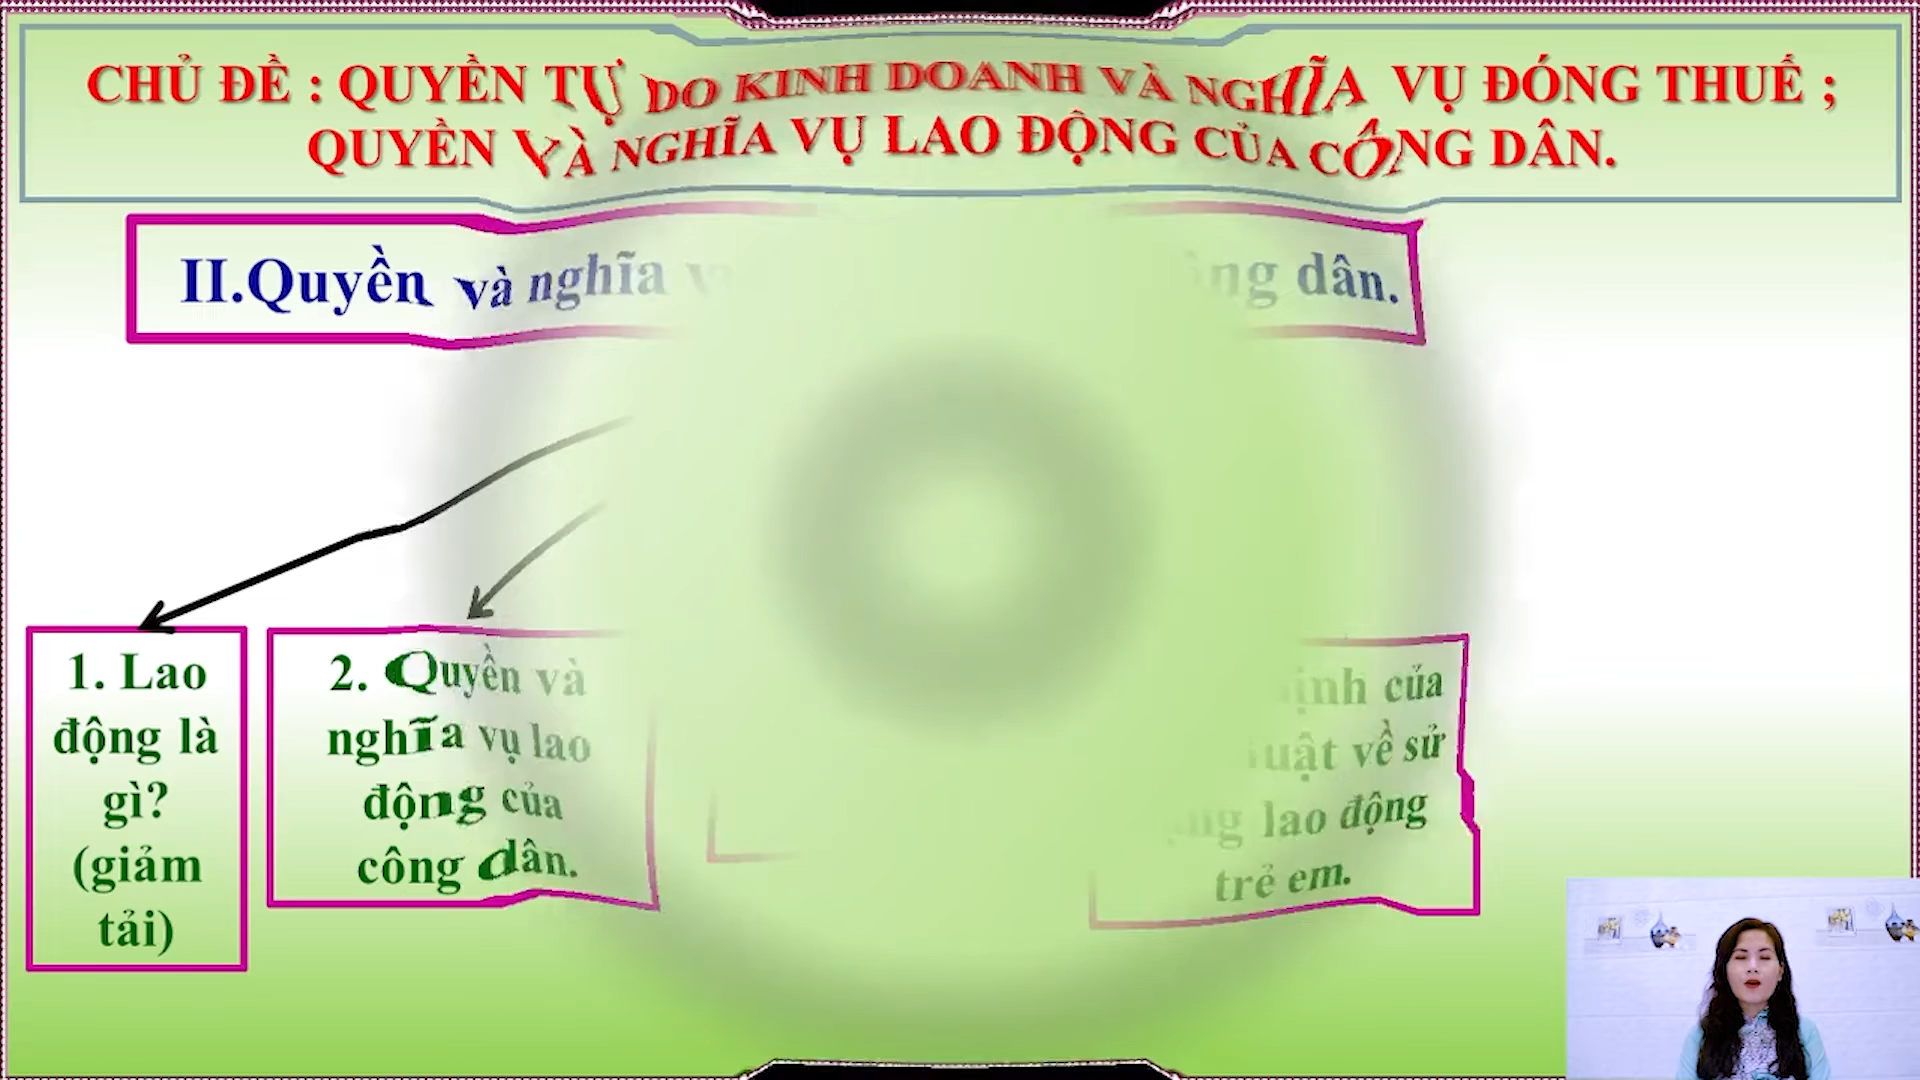 CHỦ ĐỀ : QUYỀN TỰ DO KINH DOANH VÀ NGHĨA VỤ ĐÓNG THUẾ ;
QUYỀN VÀ NGHĨA VỤ LAO ĐỘNG CỦA CÔNG DÂN.
II.Quyền và nghĩa dân.
1. Lao
động là
gì?
(giảm
tải)
2. Quyền và
nghĩa vụ lao
động của
công dân.
của
về sử
lao động
trẻ em.